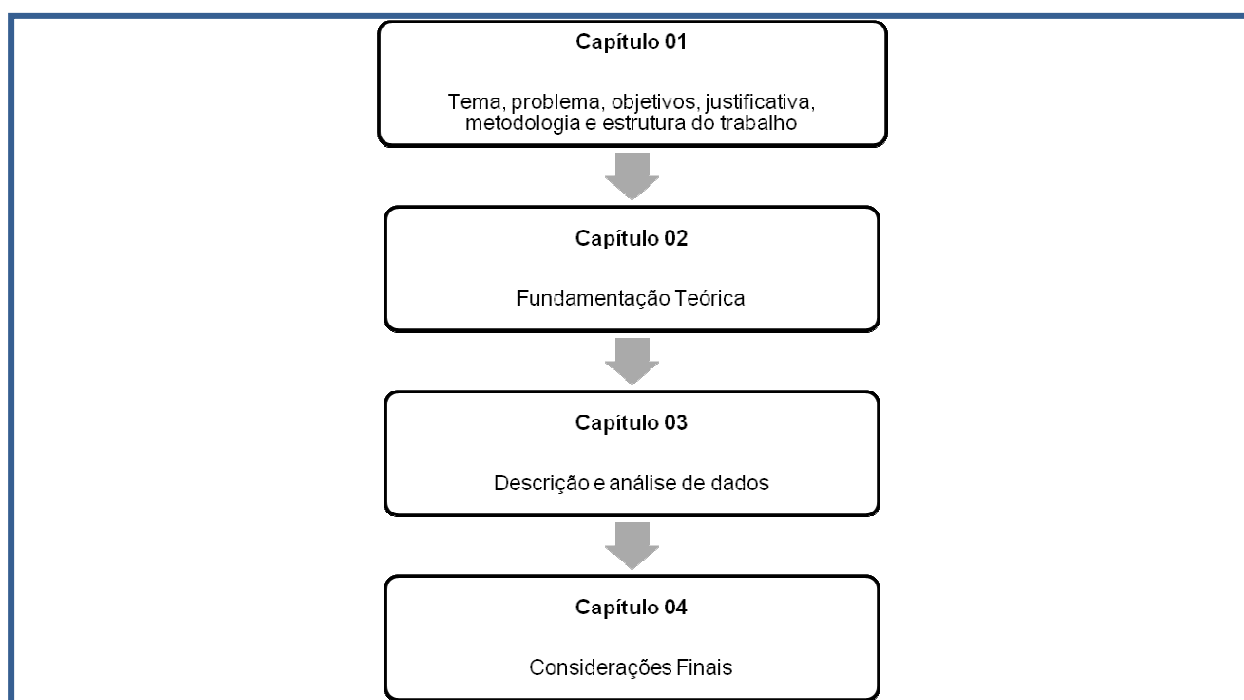 Capítulo 01
Tema, problema, objetivos, justificativa,
metodologia e estrutura do trabalho
Capítulo 02
Fundamentação Teórica
Capítulo 03
Descrição e análise de dados
Capítulo 04
Considerações Finais